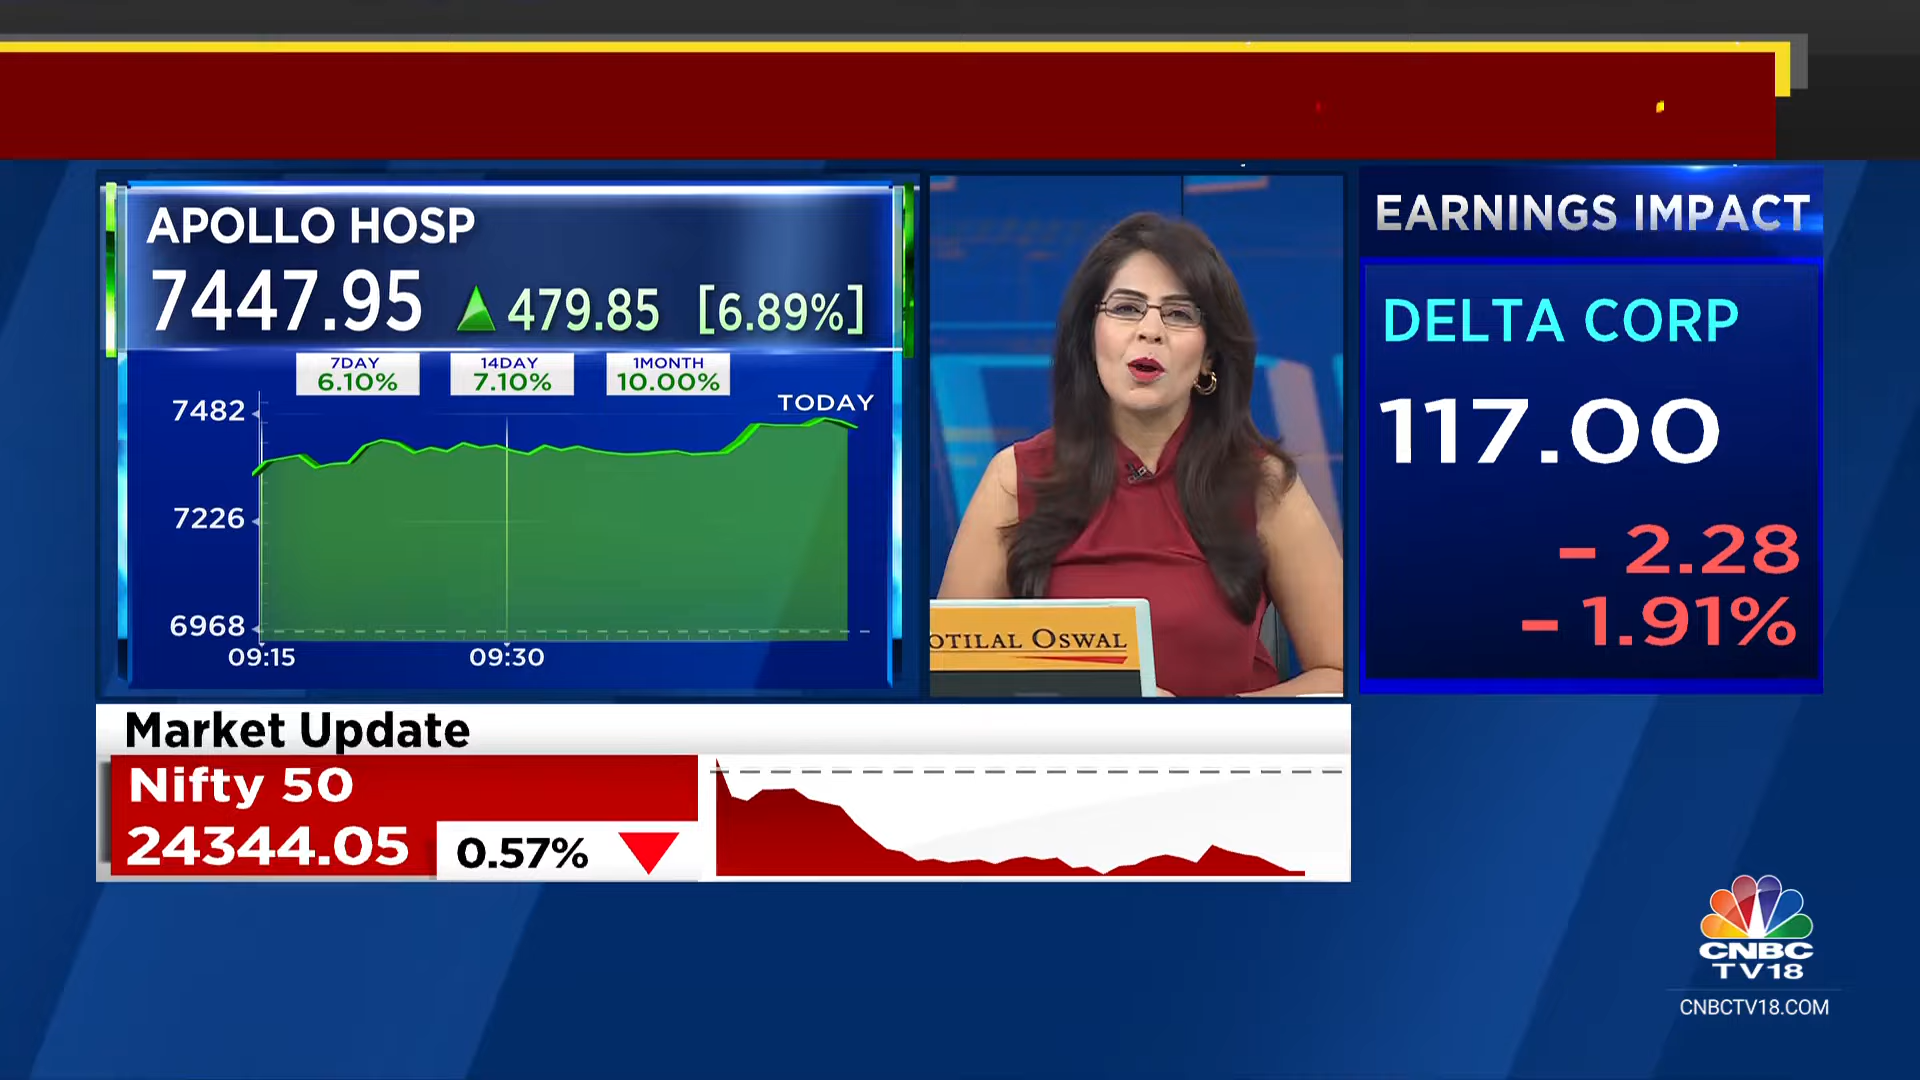 APOLLO HOSP
7447.95 479.85 [6.89%]
7DAY
6.10%
14DAY
7.10%
1MONTH
10.00%
TODAY
7482
7226
6968
09:15
09:30
OTILAL OSWAL
EARNINGS IMPACT
DELTA CORP
117.00
- 2.28
- 1.91%
Market Update
Nifty 50
24344.05
0.57%
CNBC
TV18
CNBCTV18.COM